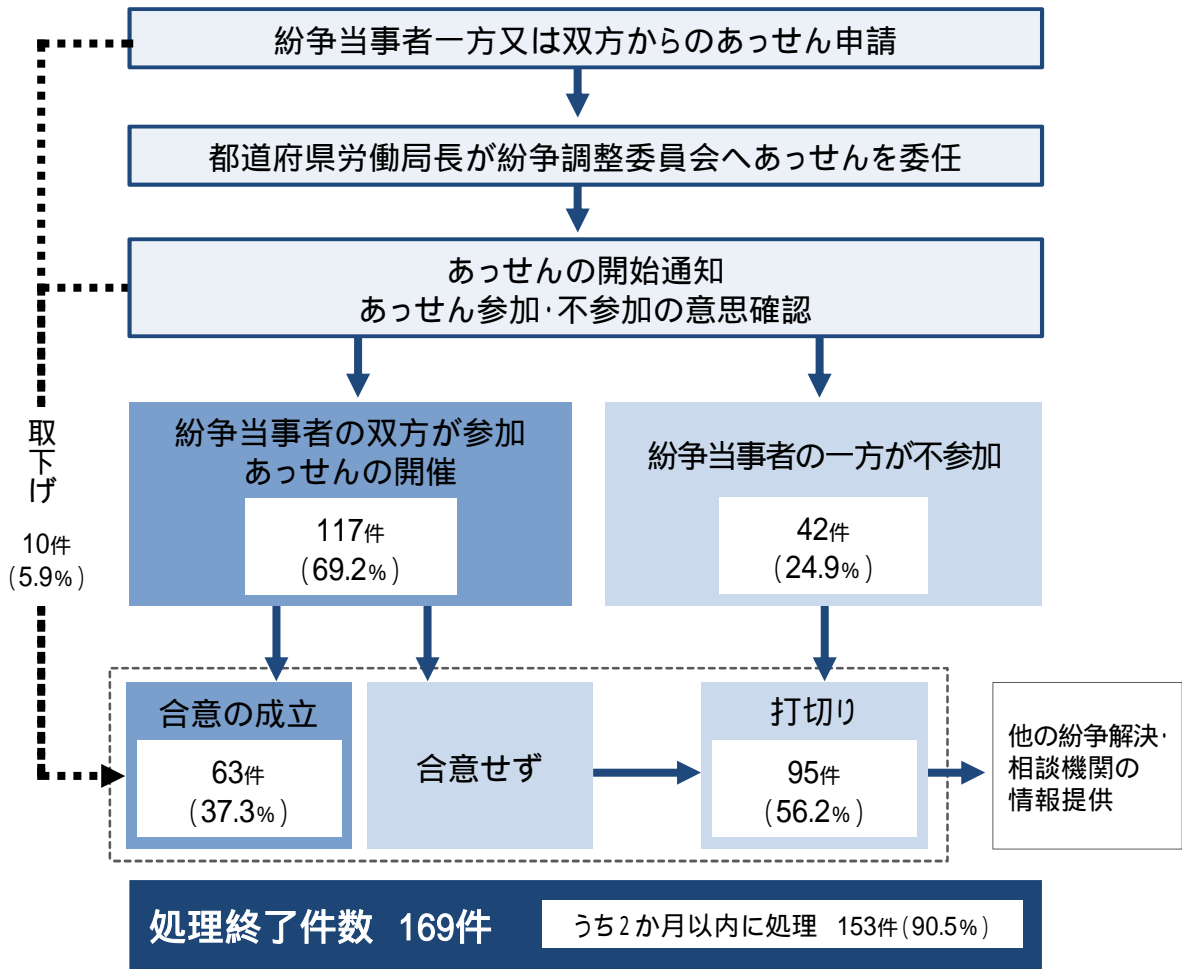 紛争当事者一方又は双方からのあっせん申請
都道府県労働局長が紛争調整委員会へあっせんを委任
あっせんの開始通知
あっせん参加・不参加の意思確認
紛争当事者の双方が参加
あっせんの開催
117件
(69.2%)
紛争当事者の一方が不参加
42件
(24.9%)
取下げ
10件
(5.9%)
合意の成立
63件
(37.3%)
合意せず
打切り
95件
(56.2%)
他の紛争解決・
相談機関の
情報提供
処理終了件数 169件
うち2か月以内に処理 153件(90.5%)